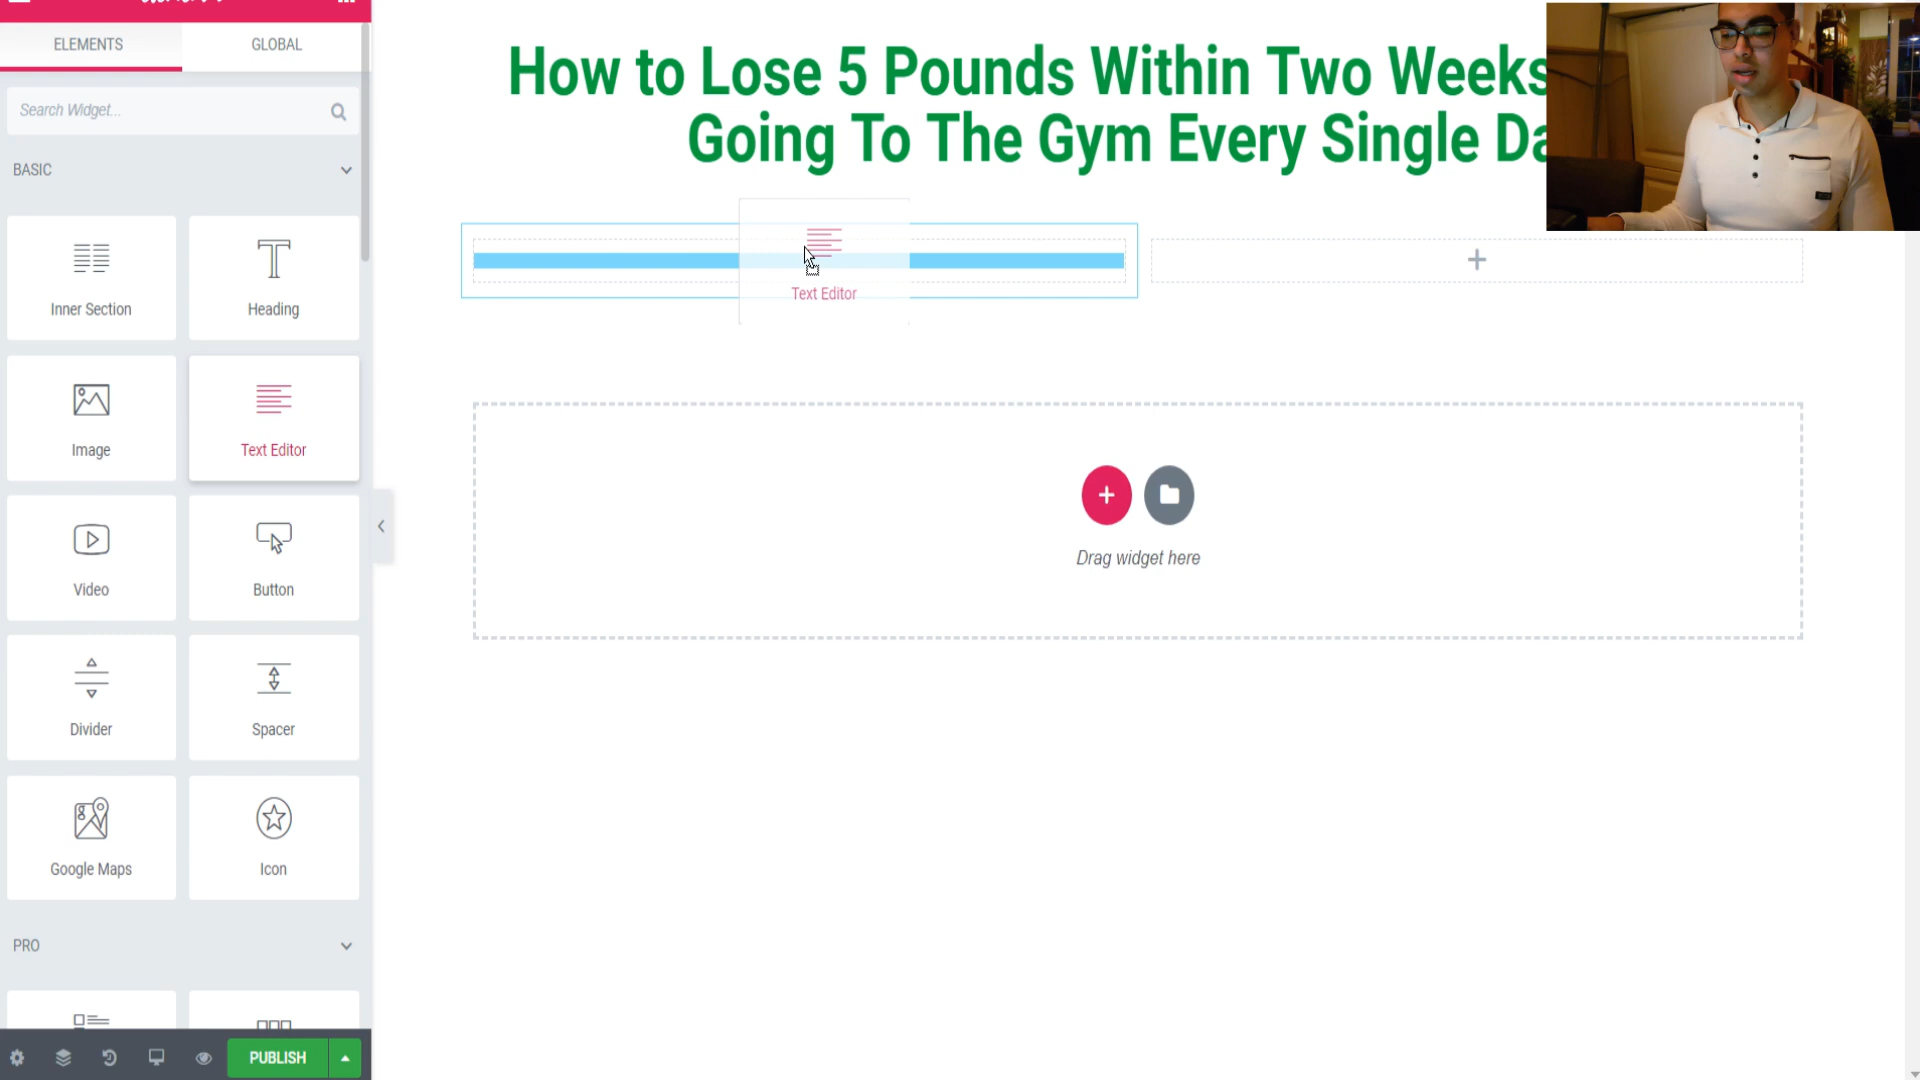 ELEMENTS
GLOBAL
Search Widget...
BASIC
Inner Section
Heading
Image
Text Editor
Video
Button
Divider
Spacer
Google Maps
Icon
PRO
PUBLISH
How to Lose 5 Pounds Within Two Weeks
Going To The Gym Every Single
Text Editor
Drag widget here